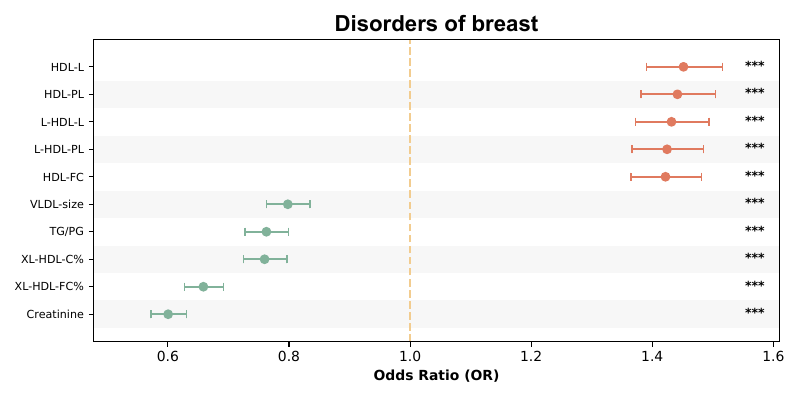 Disorders of breast
HDL-L ***
HDL-PL ***
L-HDL-L ***
L-HDL-PL ***
HDL-FC ***
VLDL-size ***
TG/PG ***
XL-HDL-C% ***
XL-HDL-FC% ***
Creatinine ***
0.6 0.8 1.0 1.2 1.4 1.6
Odds Ratio (OR)